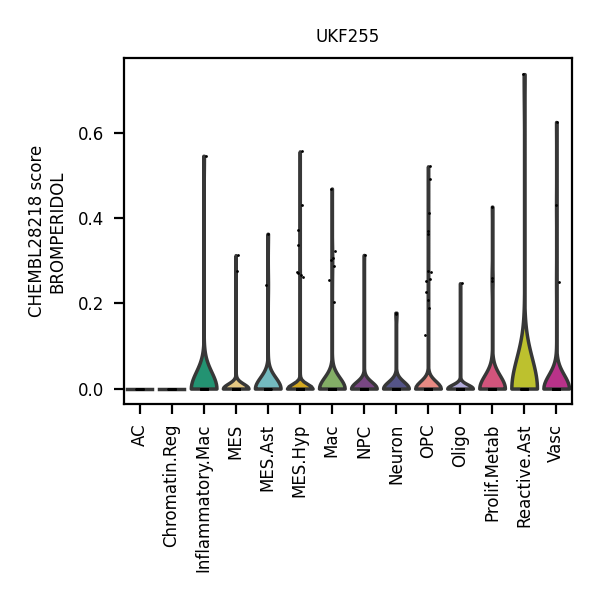 UKF255
CHEMBL28218 score
BROMPERIDOL
0.6
0.4
0.2
0.0
AC
Chromatin.Reg
Inflammatory.Mac
MES
MES.Ast
MES.Hyp
Mac
NPC
Neuron
OPC
Oligo
Prolif.Metab
Reactive.Ast
Vasc